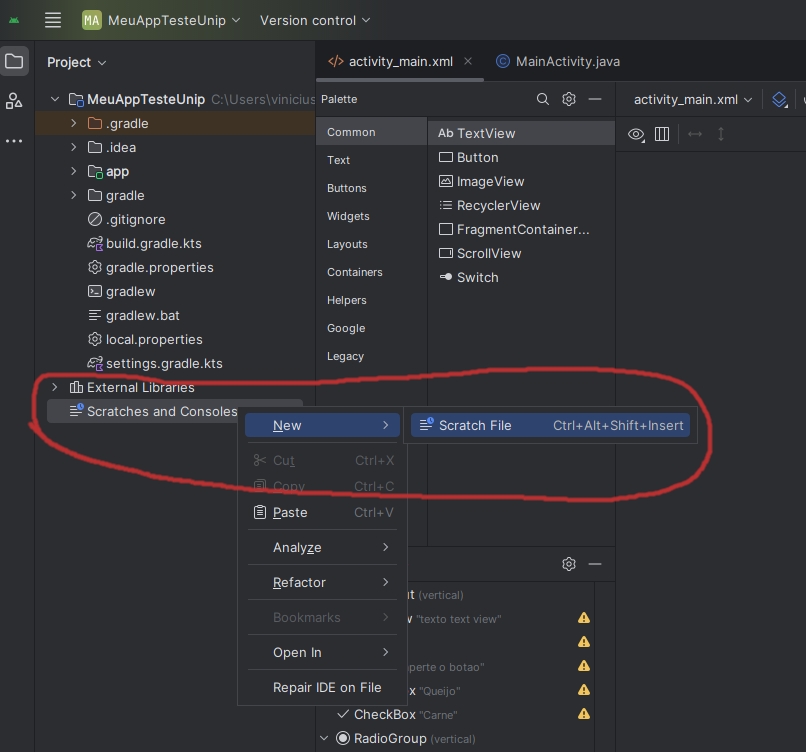 MA MeuAppTesteUnip Version control
Project
activity_main.xml
MainActivity.java
MeuAppTesteUnip C:\Users\vinicius
.gradle
.idea
app
gradle
.gitignore
build.gradle.kts
gradle.properties
gradlew
gradlew.bat
local.properties
settings.gradle.kts
External Libraries
Scratches and Consoles
Palette
Common
Text
Buttons
Widgets
Layouts
Containers
Helpers
Google
Legacy
Ab TextView
Button
ImageView
RecyclerView
FragmentContainer...
ScrollView
Switch
activity_main.xml
New
Scratch File Ctrl+Alt+Shift+Insert
Cut Ctrl+X
Copy Ctrl+C
Paste Ctrl+V
Analyze
Refactor
Bookmarks
Open In
Repair IDE on File
ut (vertical)
w "texto text view"
perte o botao"
x "Queijo"
CheckBox "Carne"
RadioGroup (vertical)